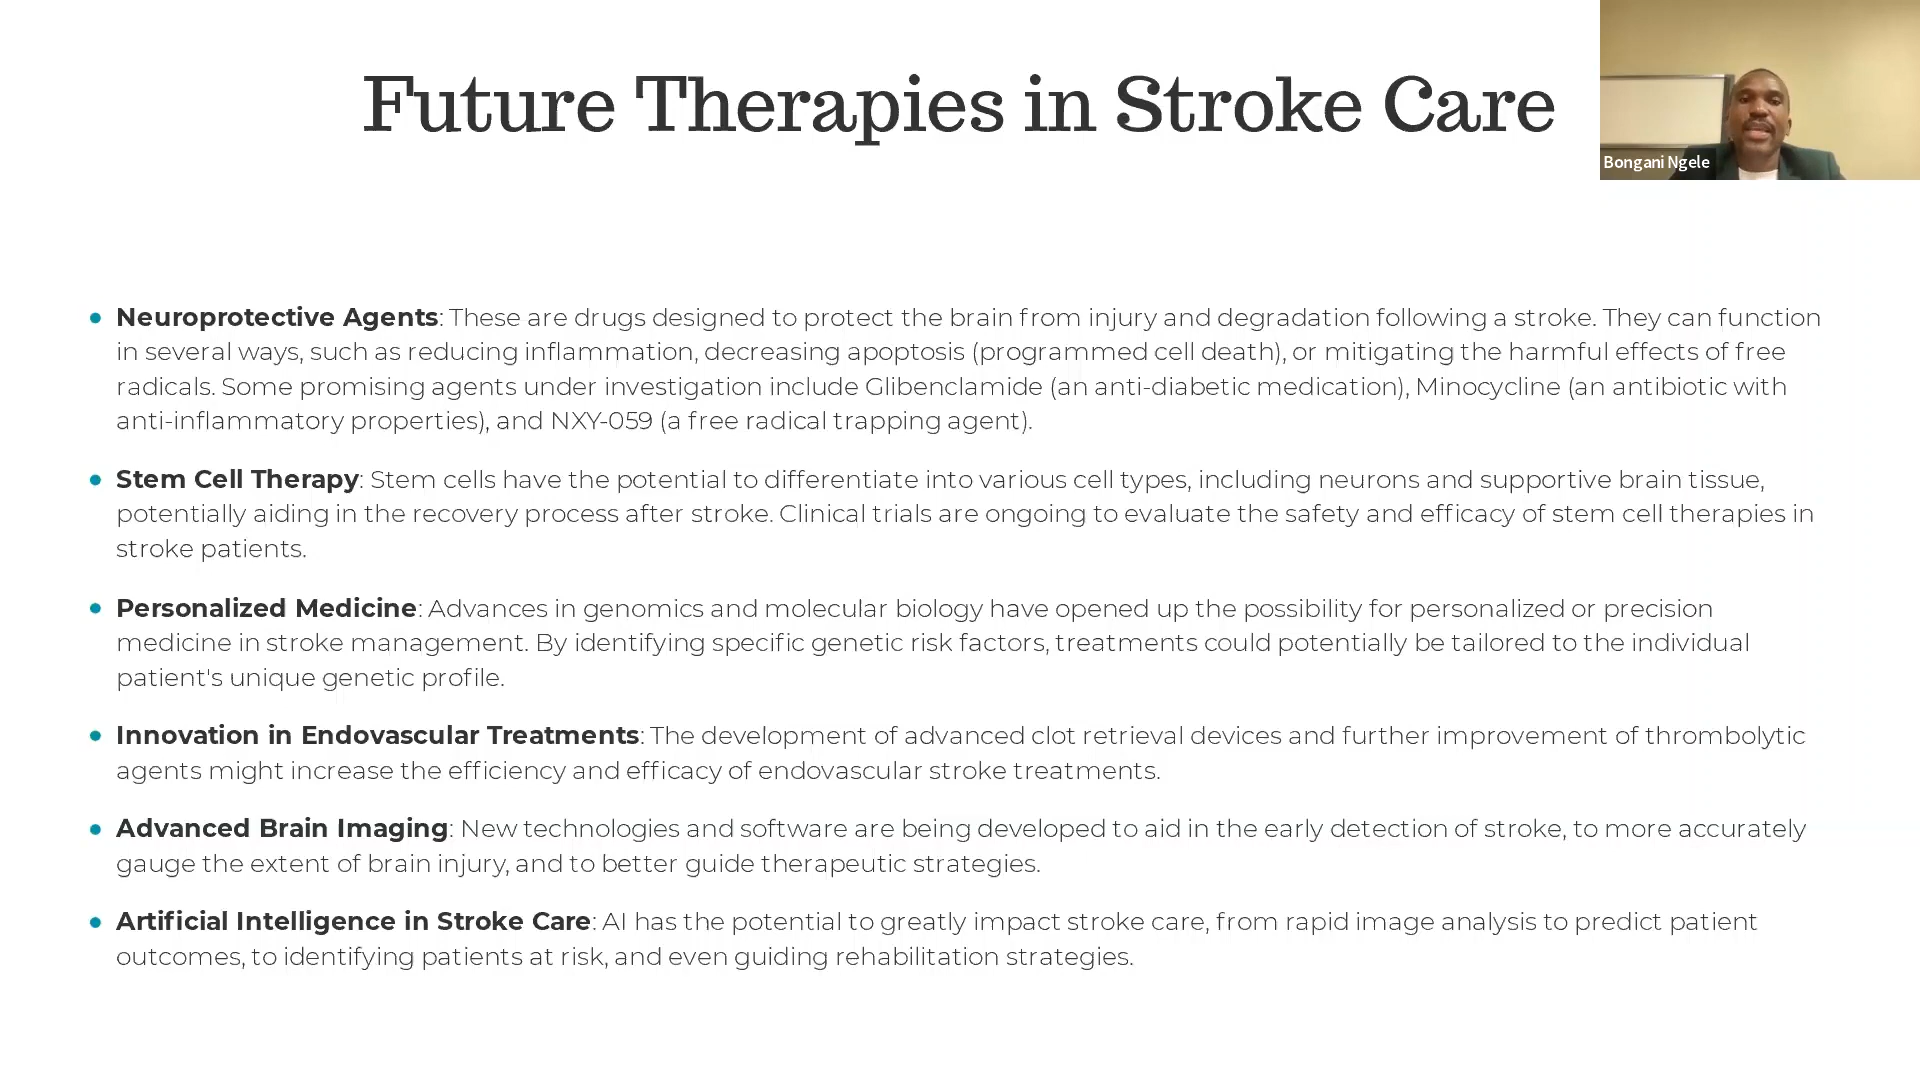 Future Therapies in Stroke Care
Bongani Ngele
• Neuroprotective Agents: These are drugs designed to protect the brain from injury and degradation following a stroke. They can function
in several ways, such as reducing inflammation, decreasing apoptosis (programmed cell death), or mitigating the harmful effects of free
radicals. Some promising agents under investigation include Glibenclamide (an anti-diabetic medication), Minocycline (an antibiotic with
anti-inflammatory properties), and NXY-059 (a free radical trapping agent).
• Stem Cell Therapy: Stem cells have the potential to differentiate into various cell types, including neurons and supportive brain tissue,
potentially aiding in the recovery process after stroke. Clinical trials are ongoing to evaluate the safety and efficacy of stem cell therapies in
stroke patients.
• Personalized Medicine: Advances in genomics and molecular biology have opened up the possibility for personalized or precision
medicine in stroke management. By identifying specific genetic risk factors, treatments could potentially be tailored to the individual
patient's unique genetic profile.
• Innovation in Endovascular Treatments: The development of advanced clot retrieval devices and further improvement of thrombolytic
agents might increase the efficiency and efficacy of endovascular stroke treatments.
• Advanced Brain Imaging: New technologies and software are being developed to aid in the early detection of stroke, to more accurately
gauge the extent of brain injury, and to better guide therapeutic strategies.
• Artificial Intelligence in Stroke Care: AI has the potential to greatly impact stroke care, from rapid image analysis to predict patient
outcomes, to identifying patients at risk, and even guiding rehabilitation strategies.